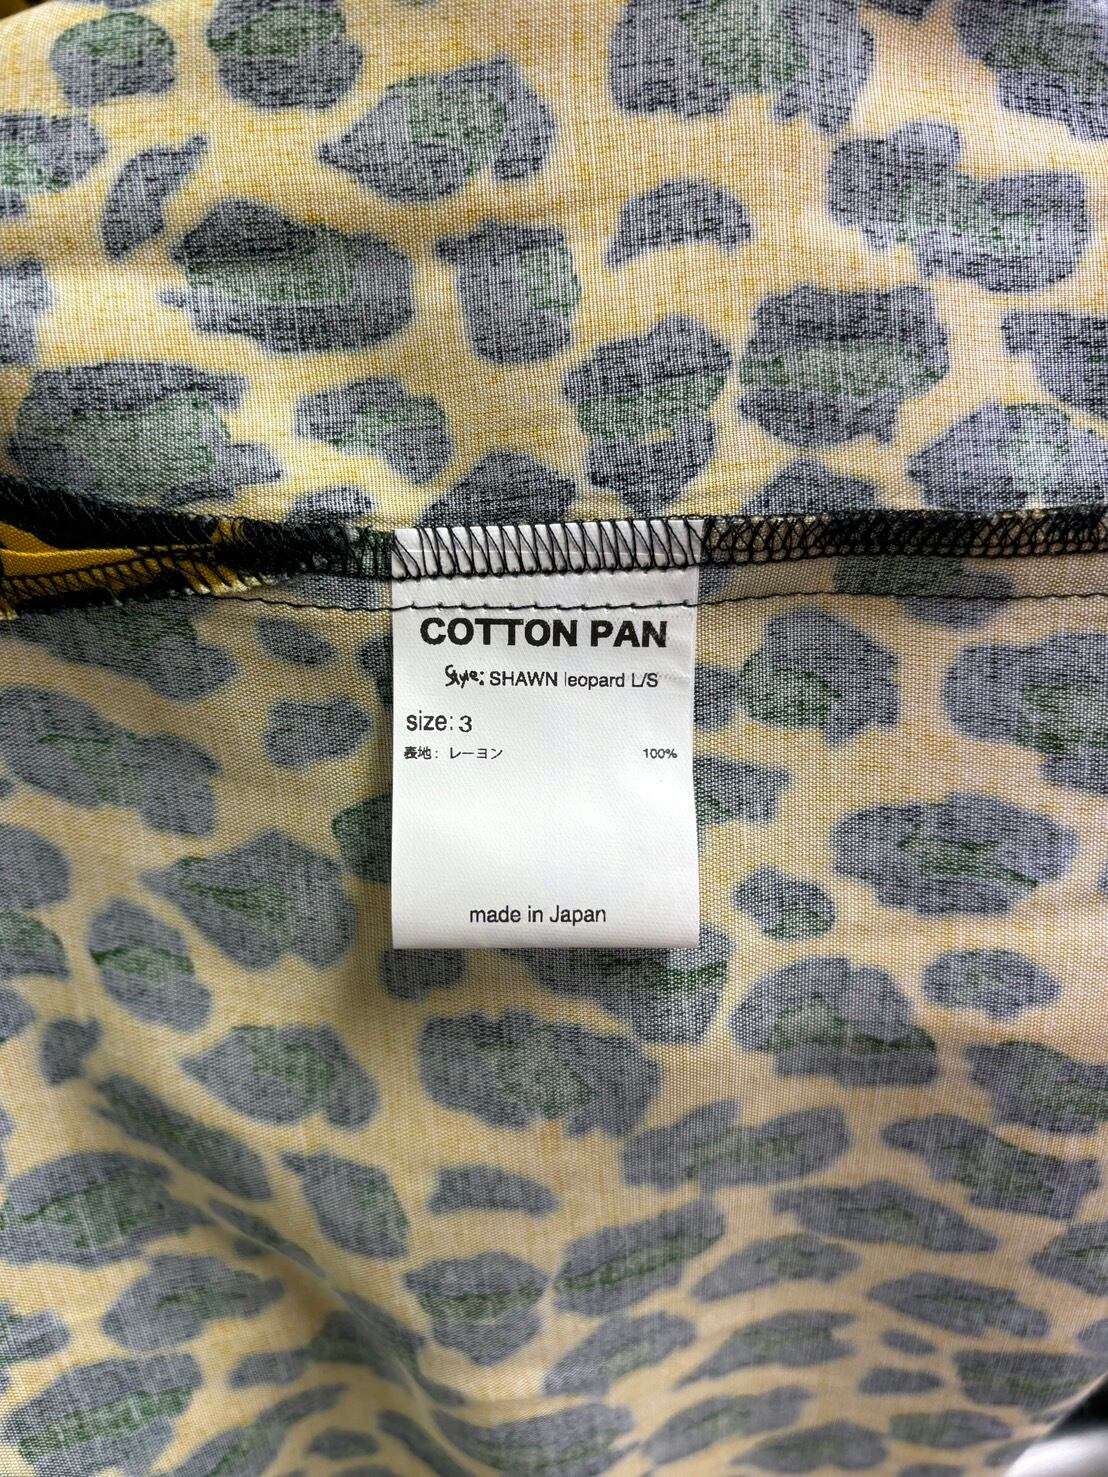 COTTON PAN
Style: SHAWN leopard L/S
size: 3
表地: レーヨン 100%
made in Japan